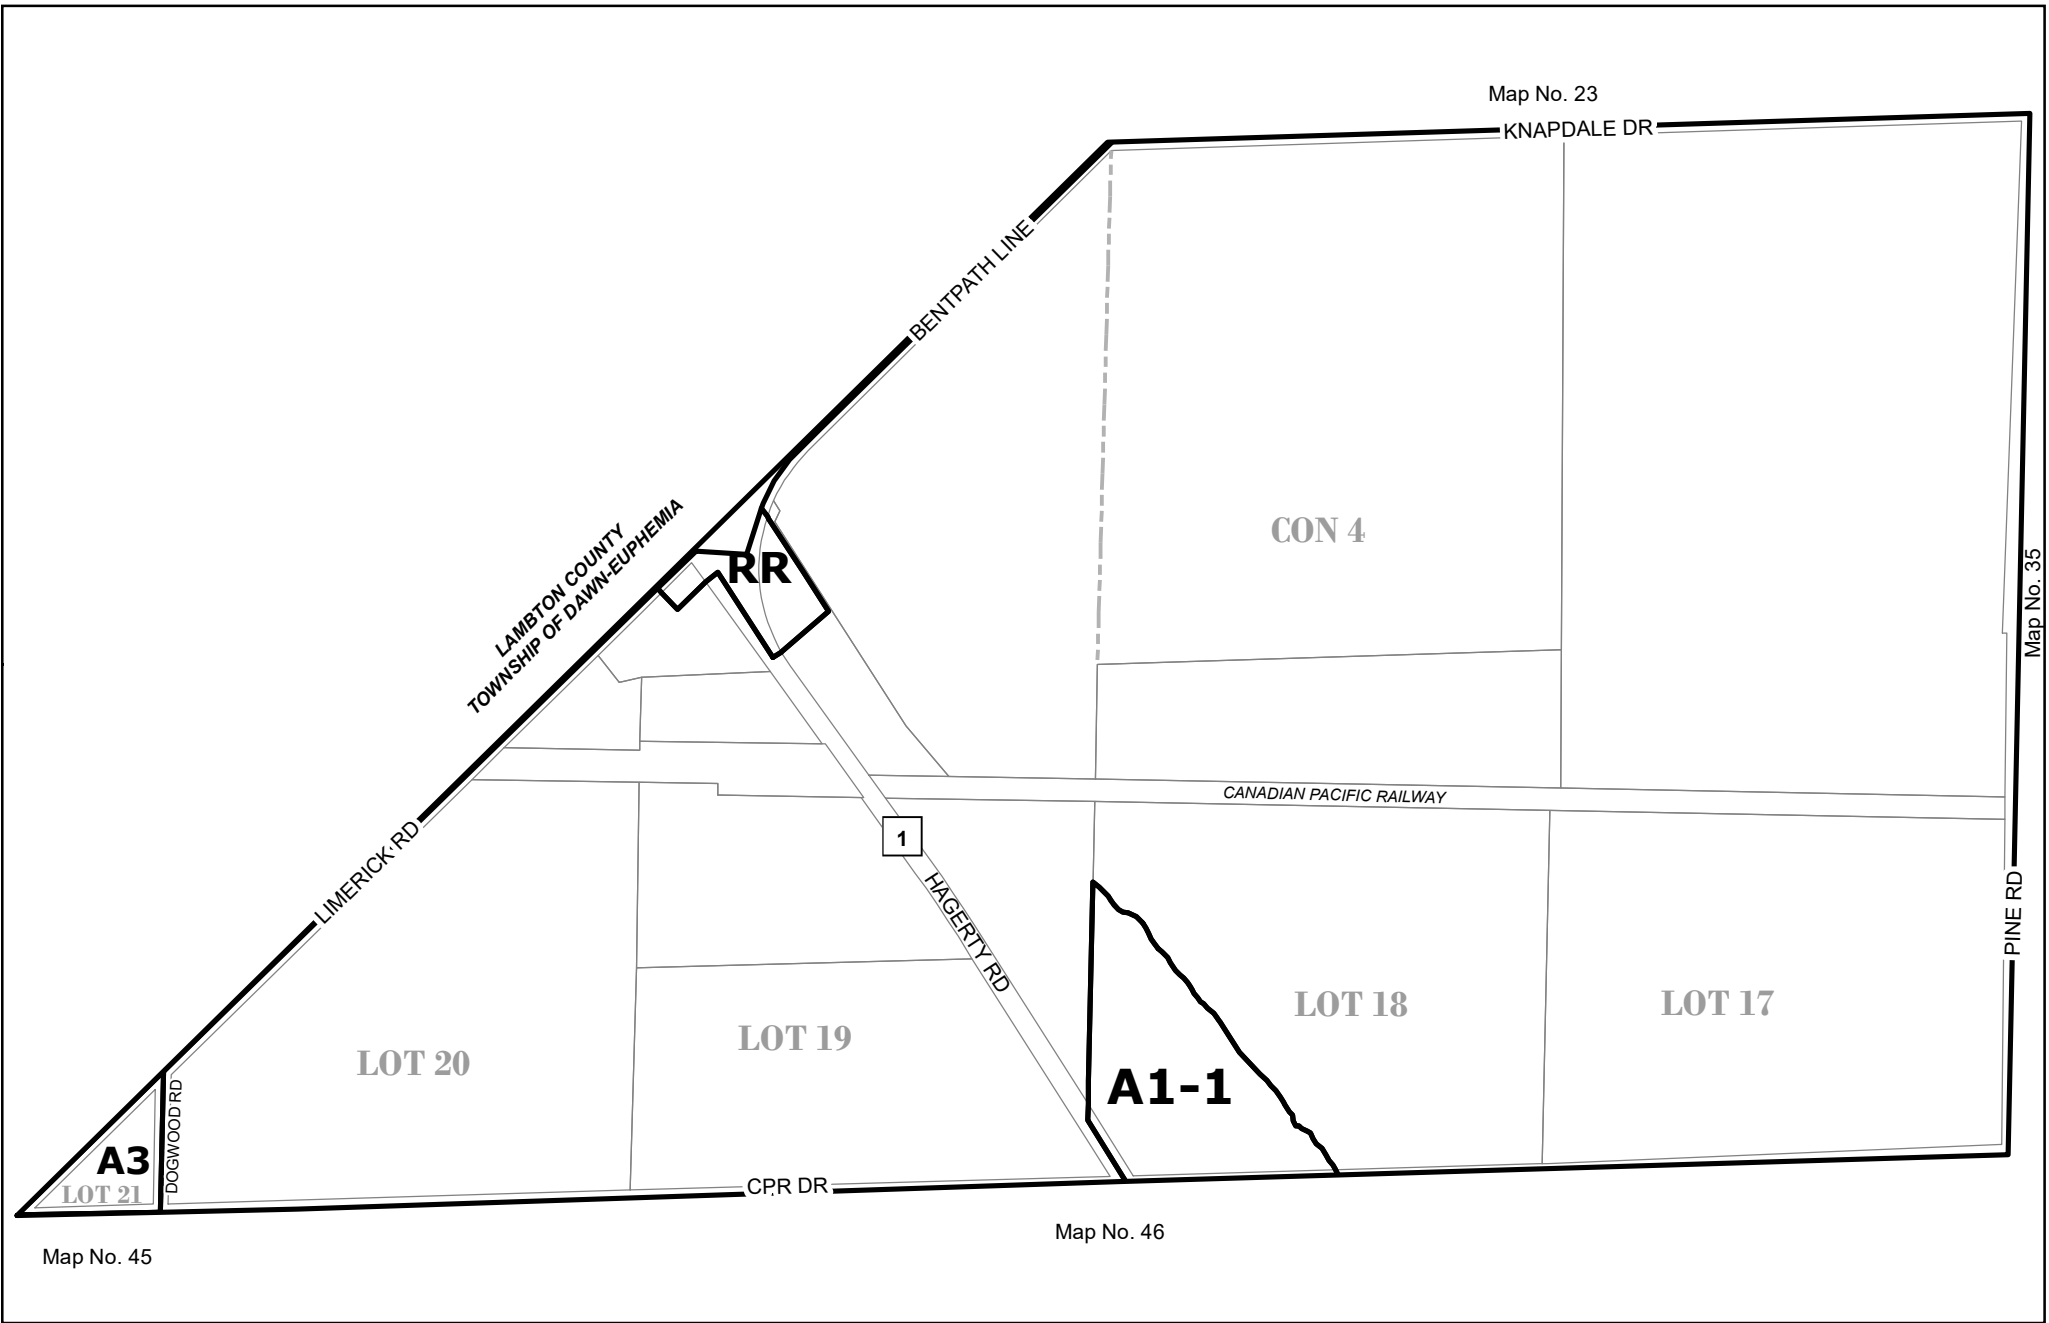 Map No. 23
KNAPDALE DR
BENTPATH LINE
CON 4
LAMBTON COUNTY
TOWNSHIP OF DAWN-EUPHEMIA
RR
Map No. 35
CANADIAN PACIFIC RAILWAY
1
LIMERICK RD
HAGERTY RD
PINE RD
LOT 20
LOT 19
LOT 18
LOT 17
A1-1
A3
LOT 21
DOGWOOD RD
CPR DR
Map No. 46
Map No. 45